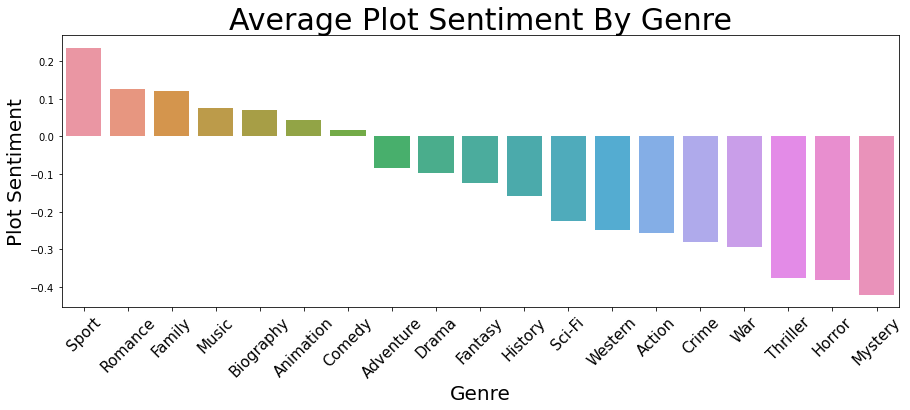 Average Plot Sentiment By Genre
Plot Sentiment
0.2
0.1
0.0
−0.1
−0.2
−0.3
−0.4
Sport
Romance
Family
Music
Biography
Animation
Comedy
Adventure
Drama
Fantasy
History
Sci-Fi
Western
Action
Crime
War
Thriller
Horror
Mystery
Genre